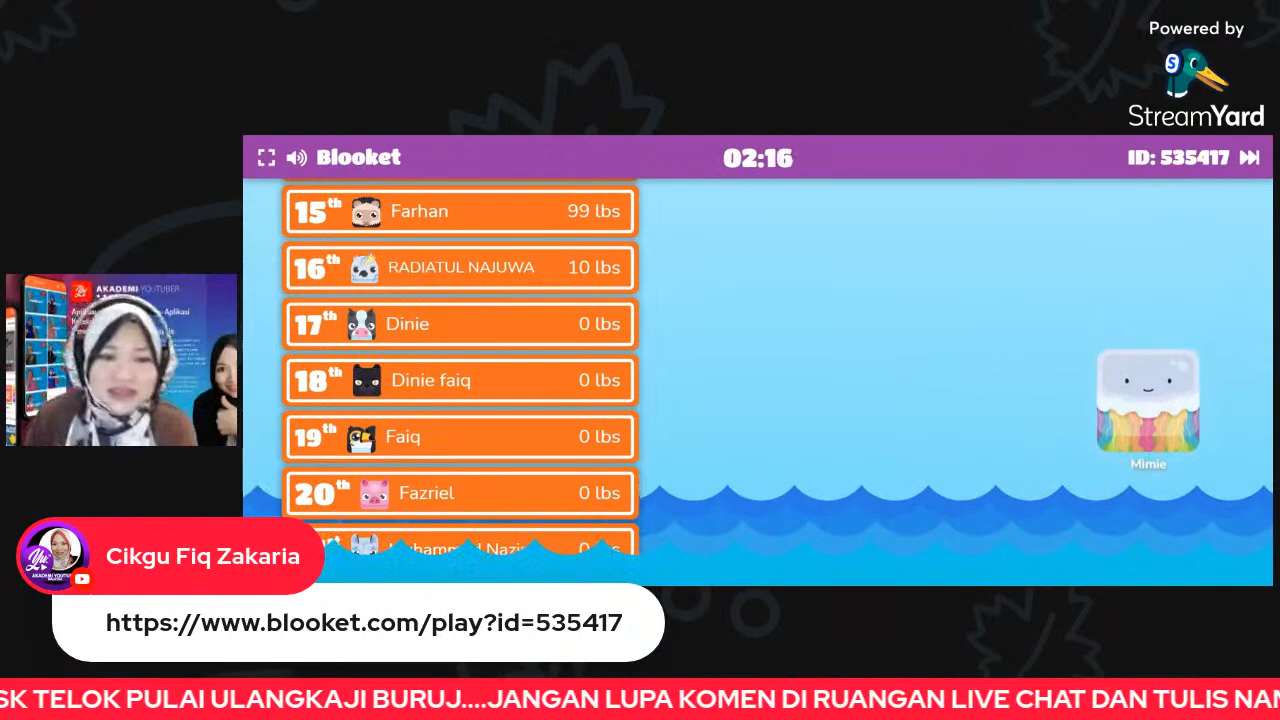 Powered by
StreamYard
Blooket
02:16
ID: 535417
15th Farhan 99 lbs
16th RADIATUL NAJUWA 10 lbs
17th Dinie 0 lbs
18th Dinie faiq 0 lbs
19th Faiq 0 lbs
20th Fazriel 0 lbs
Mimie
AKADEMI YOUTUBER
Cikgu Fiq Zakaria
https://www.blooket.com/play?id=535417
SK TELOK PULAI ULANGKAJI BURUJ....JANGAN LUPA KOMEN DI RUANGAN LIVE CHAT DAN TULIS